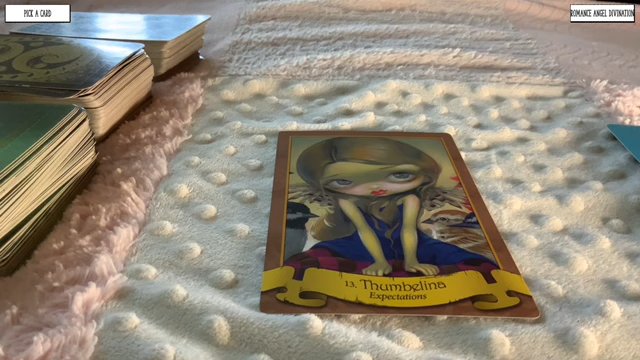 PICK A CARD
ROMANCE ANGEL DIVINATION
13. Thumbelina
Expectations